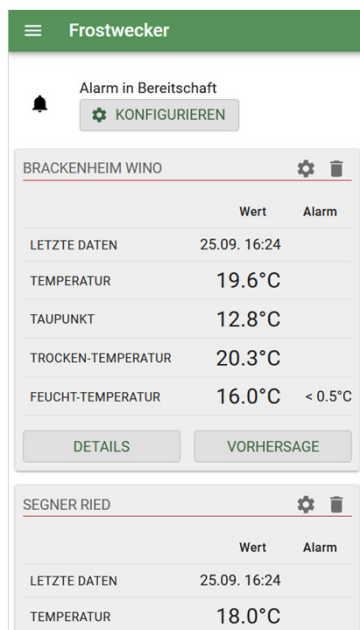 Frostwecker
Alarm in Bereitschaft
KONFIGURIEREN
BRACKENHEIM WINO
Wert Alarm
LETZTE DATEN 25.09. 16:24
TEMPERATUR 19.6°C
TAUPUNKT 12.8°C
TROCKEN-TEMPERATUR 20.3°C
FEUCHT-TEMPERATUR 16.0°C < 0.5°C
DETAILS VORHERSAGE
SEGNER RIED
Wert Alarm
LETZTE DATEN 25.09. 16:24
TEMPERATUR 18.0°C